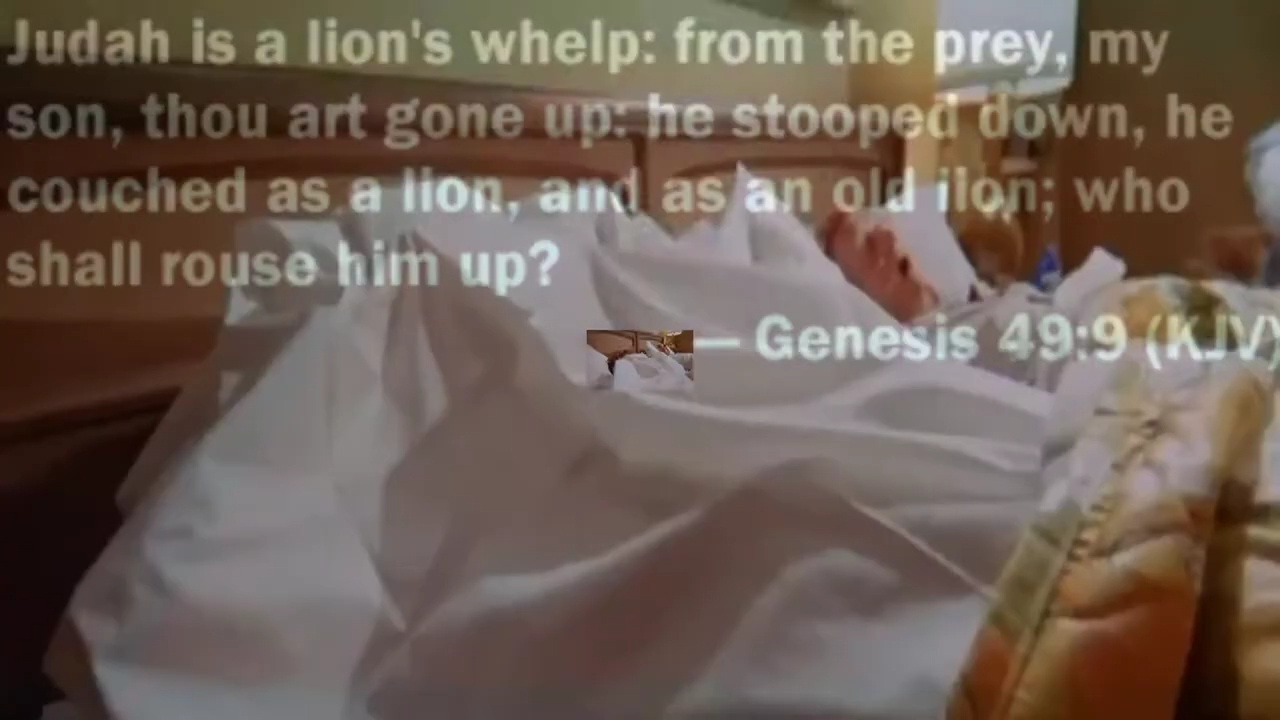 Judah is a lion's whelp: from the prey, my
son, thou art gone up: he stooped down, he
couched as a lion, and as an old lion; who
shall rouse him up?
— Genesis 49:9 (KJV)